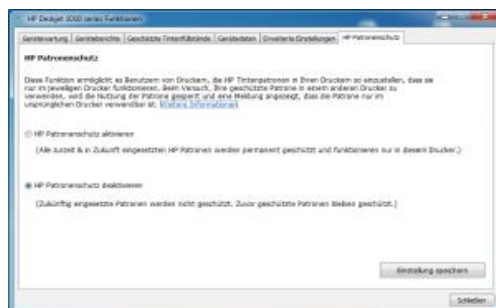 HP Deskjet 3000 series Funktionen
Gerätewartung Geräteberichte Geschätzte Tintenfüllstände Gerätedaten Erweiterte Einstellungen HP Patronenschutz
HP Patronenschutz
Diese Funktion ermöglicht es Benutzern von Druckern, die HP Tintenpatronen in Ihren Druckern so einzustellen, dass sie
nur im jeweiligen Drucker funktionieren. Beim Versuch, Ihre geschützte Patrone in einem anderen Drucker zu
verwenden, wird die Nutzung der Patrone gesperrt und eine Meldung angezeigt, dass die Patrone nur im
ursprünglichen Drucker verwendbar ist. Weitere Informationen
HP Patronenschutz aktivieren
(Alle zurzeit & in Zukunft eingesetzten HP Patronen werden permanent geschützt und funktionieren nur in diesem Drucker.)
HP Patronenschutz deaktivieren
(Zukünftig eingesetzte Patronen werden nicht geschützt. Zuvor geschützte Patronen bleiben geschützt.)
Einstellung speichern
Schließen